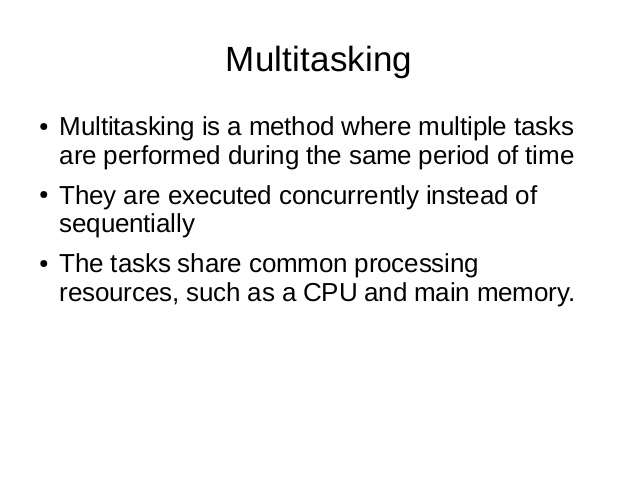 Multitasking
• Multitasking is a method where multiple tasks
are performed during the same period of time
• They are executed concurrently instead of
sequentially
• The tasks share common processing
resources, such as a CPU and main memory.